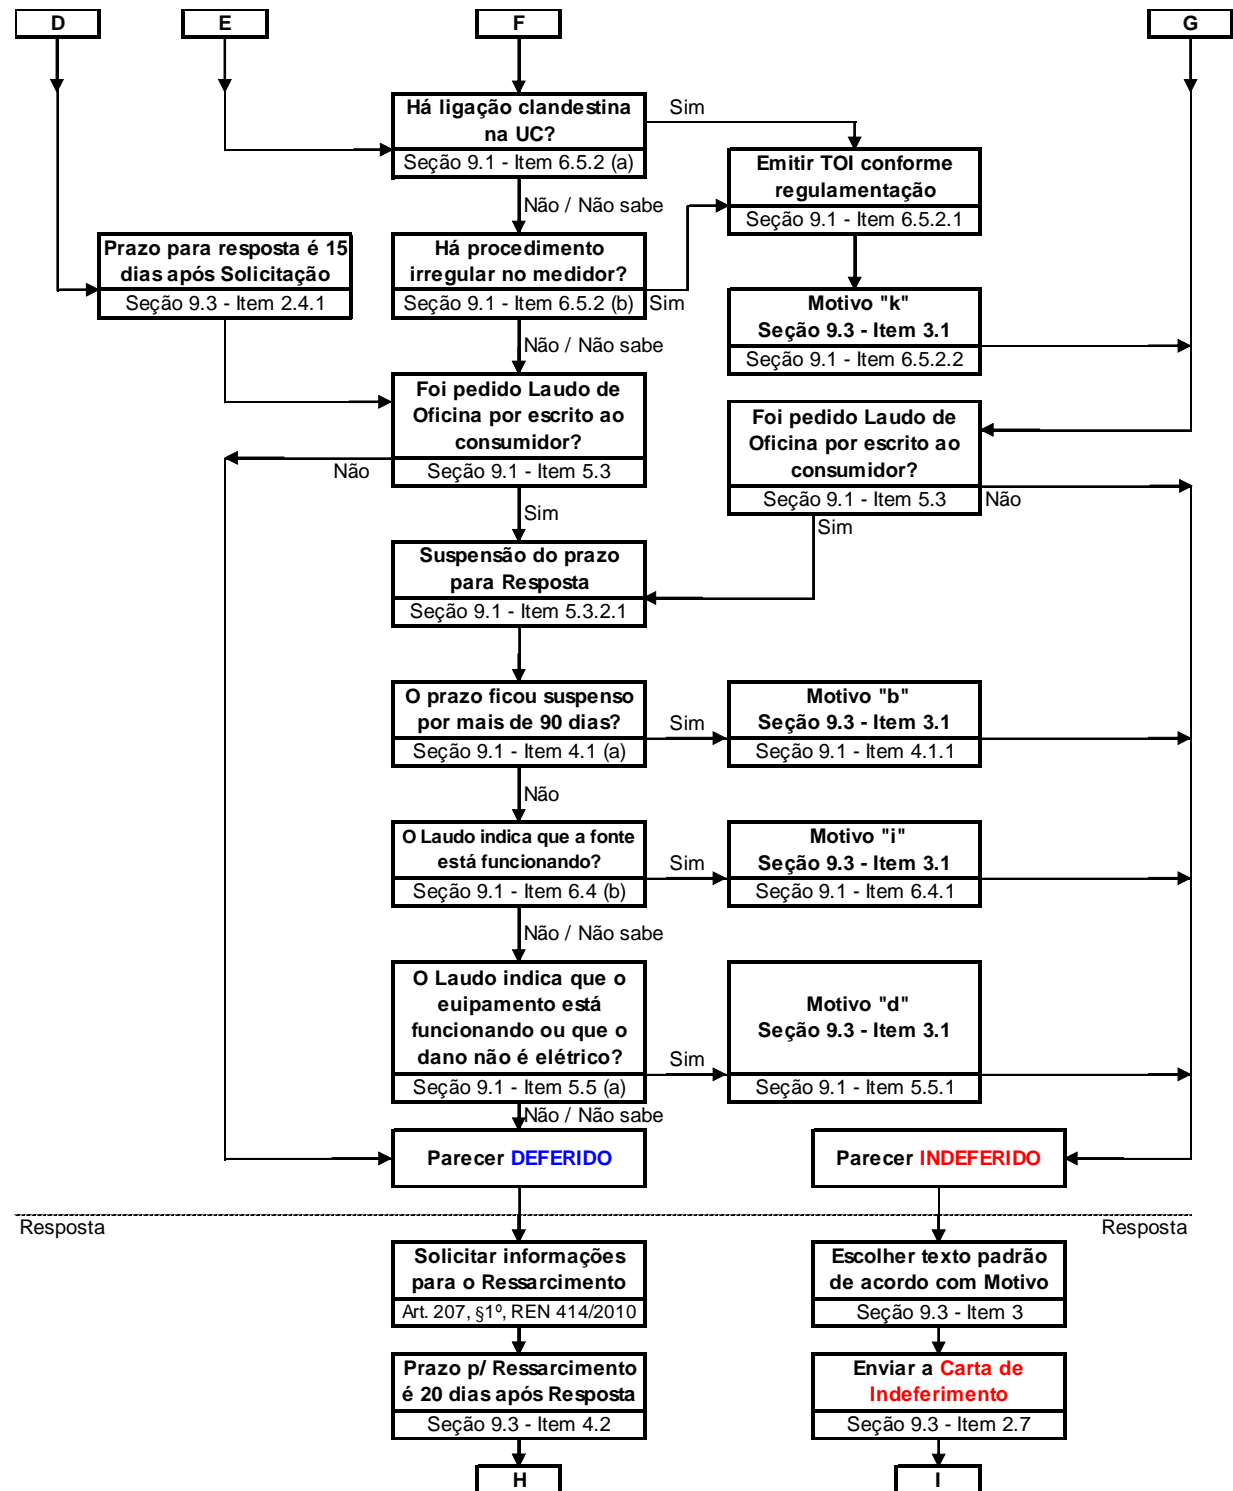 D
E
F
G
Há ligação clandestina
na UC?
Seção 9.1 - Item 6.5.2 (a)
Sim
Emitir TOI conforme
regulamentação
Seção 9.1 - Item 6.5.2.1
Não / Não sabe
Prazo para resposta é 15
dias após Solicitação
Seção 9.3 - Item 2.4.1
Há procedimento
irregular no medidor?
Seção 9.1 - Item 6.5.2 (b)
Sim
Motivo "k"
Seção 9.3 - Item 3.1
Seção 9.1 - Item 6.5.2.2
Não / Não sabe
Foi pedido Laudo de
Oficina por escrito ao
consumidor?
Seção 9.1 - Item 5.3
Não
Sim
Foi pedido Laudo de
Oficina por escrito ao
consumidor?
Seção 9.1 - Item 5.3
Não
Sim
Suspensão do prazo
para Resposta
Seção 9.1 - Item 5.3.2.1
O prazo ficou suspenso
por mais de 90 dias?
Seção 9.1 - Item 4.1 (a)
Sim
Motivo "b"
Seção 9.3 - Item 3.1
Seção 9.1 - Item 4.1.1
Não
O Laudo indica que a fonte
está funcionando?
Seção 9.1 - Item 6.4 (b)
Sim
Motivo "i"
Seção 9.3 - Item 3.1
Seção 9.1 - Item 6.4.1
Não / Não sabe
O Laudo indica que o
euipamento está
funcionando ou que o
dano não é elétrico?
Seção 9.1 - Item 5.5 (a)
Sim
Motivo "d"
Seção 9.3 - Item 3.1
Seção 9.1 - Item 5.5.1
Não / Não sabe
Parecer DEFERIDO
Parecer INDEFERIDO
Resposta
Resposta
Solicitar informações
para o Ressarcimento
Art. 207, §1º, REN 414/2010
Escolher texto padrão
de acordo com Motivo
Seção 9.3 - Item 3
Prazo p/ Ressarcimento
é 20 dias após Resposta
Seção 9.3 - Item 4.2
Enviar a Carta de
Indeferimento
Seção 9.3 - Item 2.7
H
I